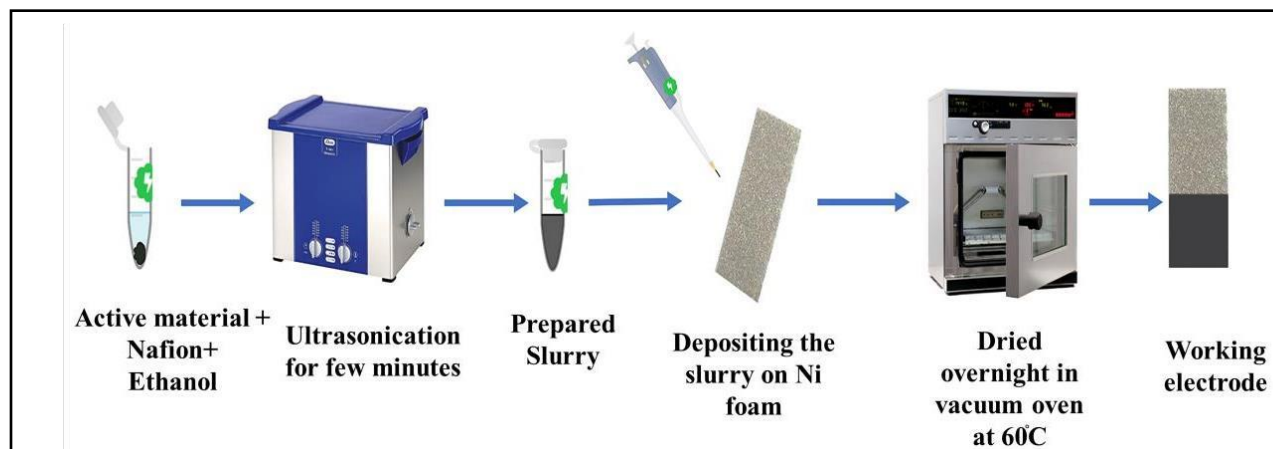 Active material +
Nafion+
Ethanol
Ultrasonication
for few minutes
Prepared
Slurry
Depositing the
slurry on Ni
foam
Dried
overnight in
vacuum oven
at 60°C
Working
electrode